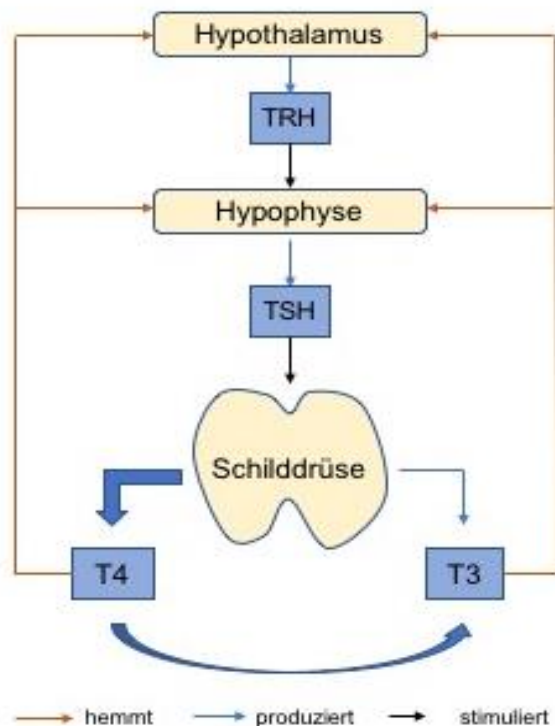 Hypothalamus
TRH
Hypophyse
TSH
Schilddrüse
T4 T3
hemmt produziert stimuliert